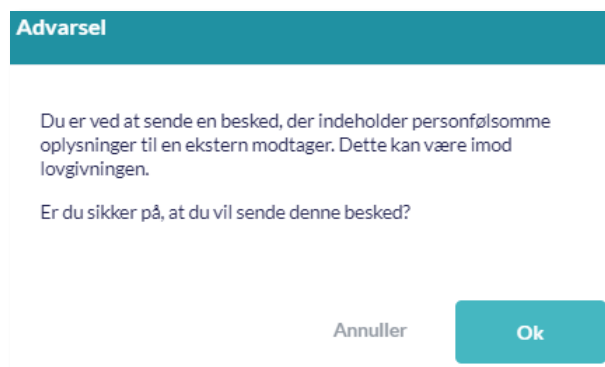 Advarsel
Du er ved at sende en besked, der indeholder personfølsomme
oplysninger til en ekstern modtager. Dette kan være imod
lovgivningen.
Er du sikker på, at du vil sende denne besked?
Annuller
Ok